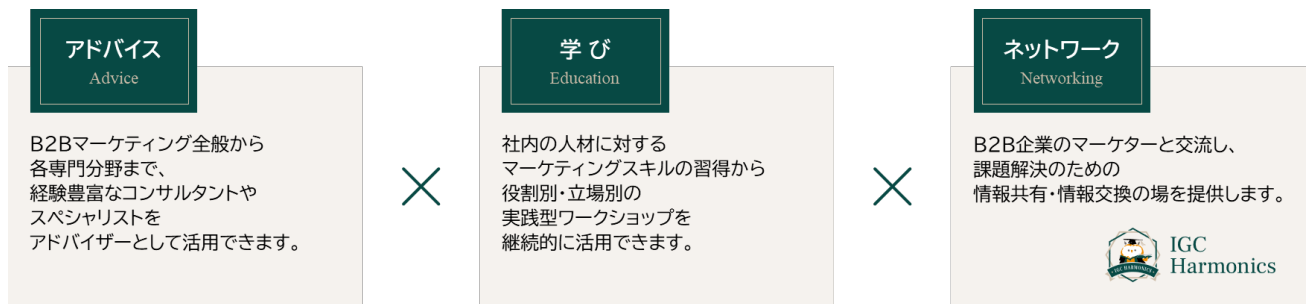 アドバイス
Advice
B2Bマーケティング全般から
各専門分野まで、
経験豊富なコンサルタントや
スペシャリストを
アドバイザーとして活用できます。
学び
Education
社内の人材に対する
マーケティングスキルの習得から
役割別・立場別の
実践型ワークショップを
継続的に活用できます。
ネットワーク
Networking
B2B企業のマーケターと交流し、
課題解決のための
情報共有・情報交換の場を提供します。
IGC HARMONICS
IGC
Harmonics